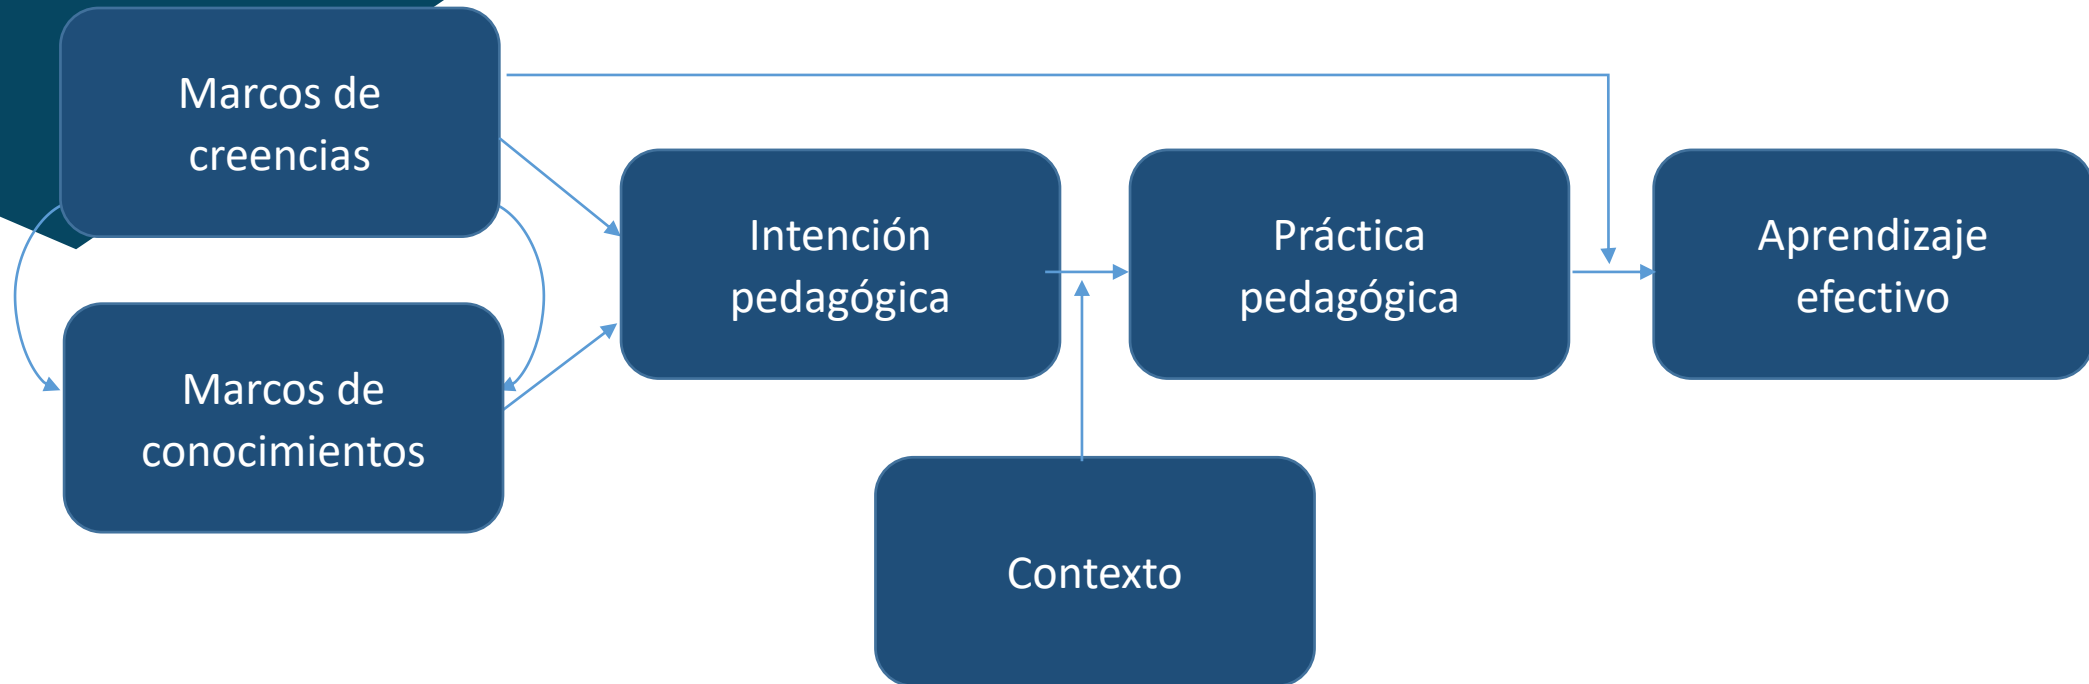 Marcos de
creencias
Marcos de
conocimientos
Intención
pedagógica
Práctica
pedagógica
Aprendizaje
efectivo
Contexto